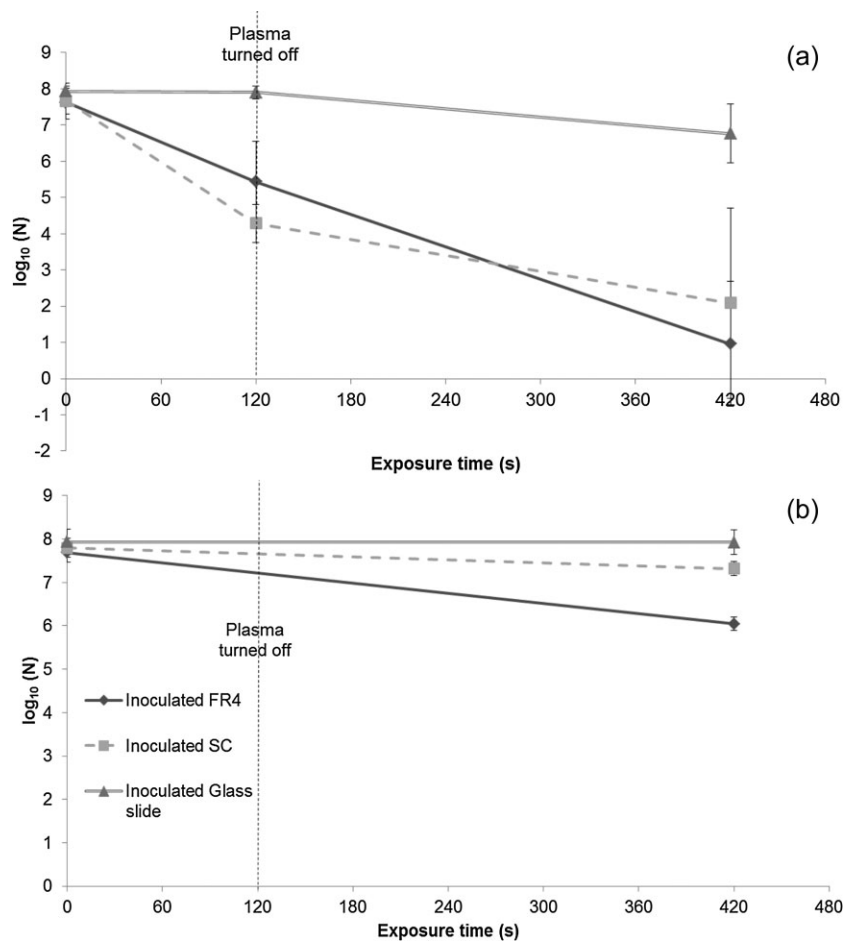 Plasma
turned off
(a)
9
8
7
6
5
4
3
2
1
0
-1
-2
log₁₀ (N)
0 60 120 180 240 300 360 420 480
Exposure time (s)
(b)
9
8
7
6
5
4
3
2
1
0
log₁₀ (N)
Plasma
turned off
Inoculated FR4
Inoculated SC
Inoculated Glass
slide
0 60 120 180 240 300 360 420 480
Exposure time (s)